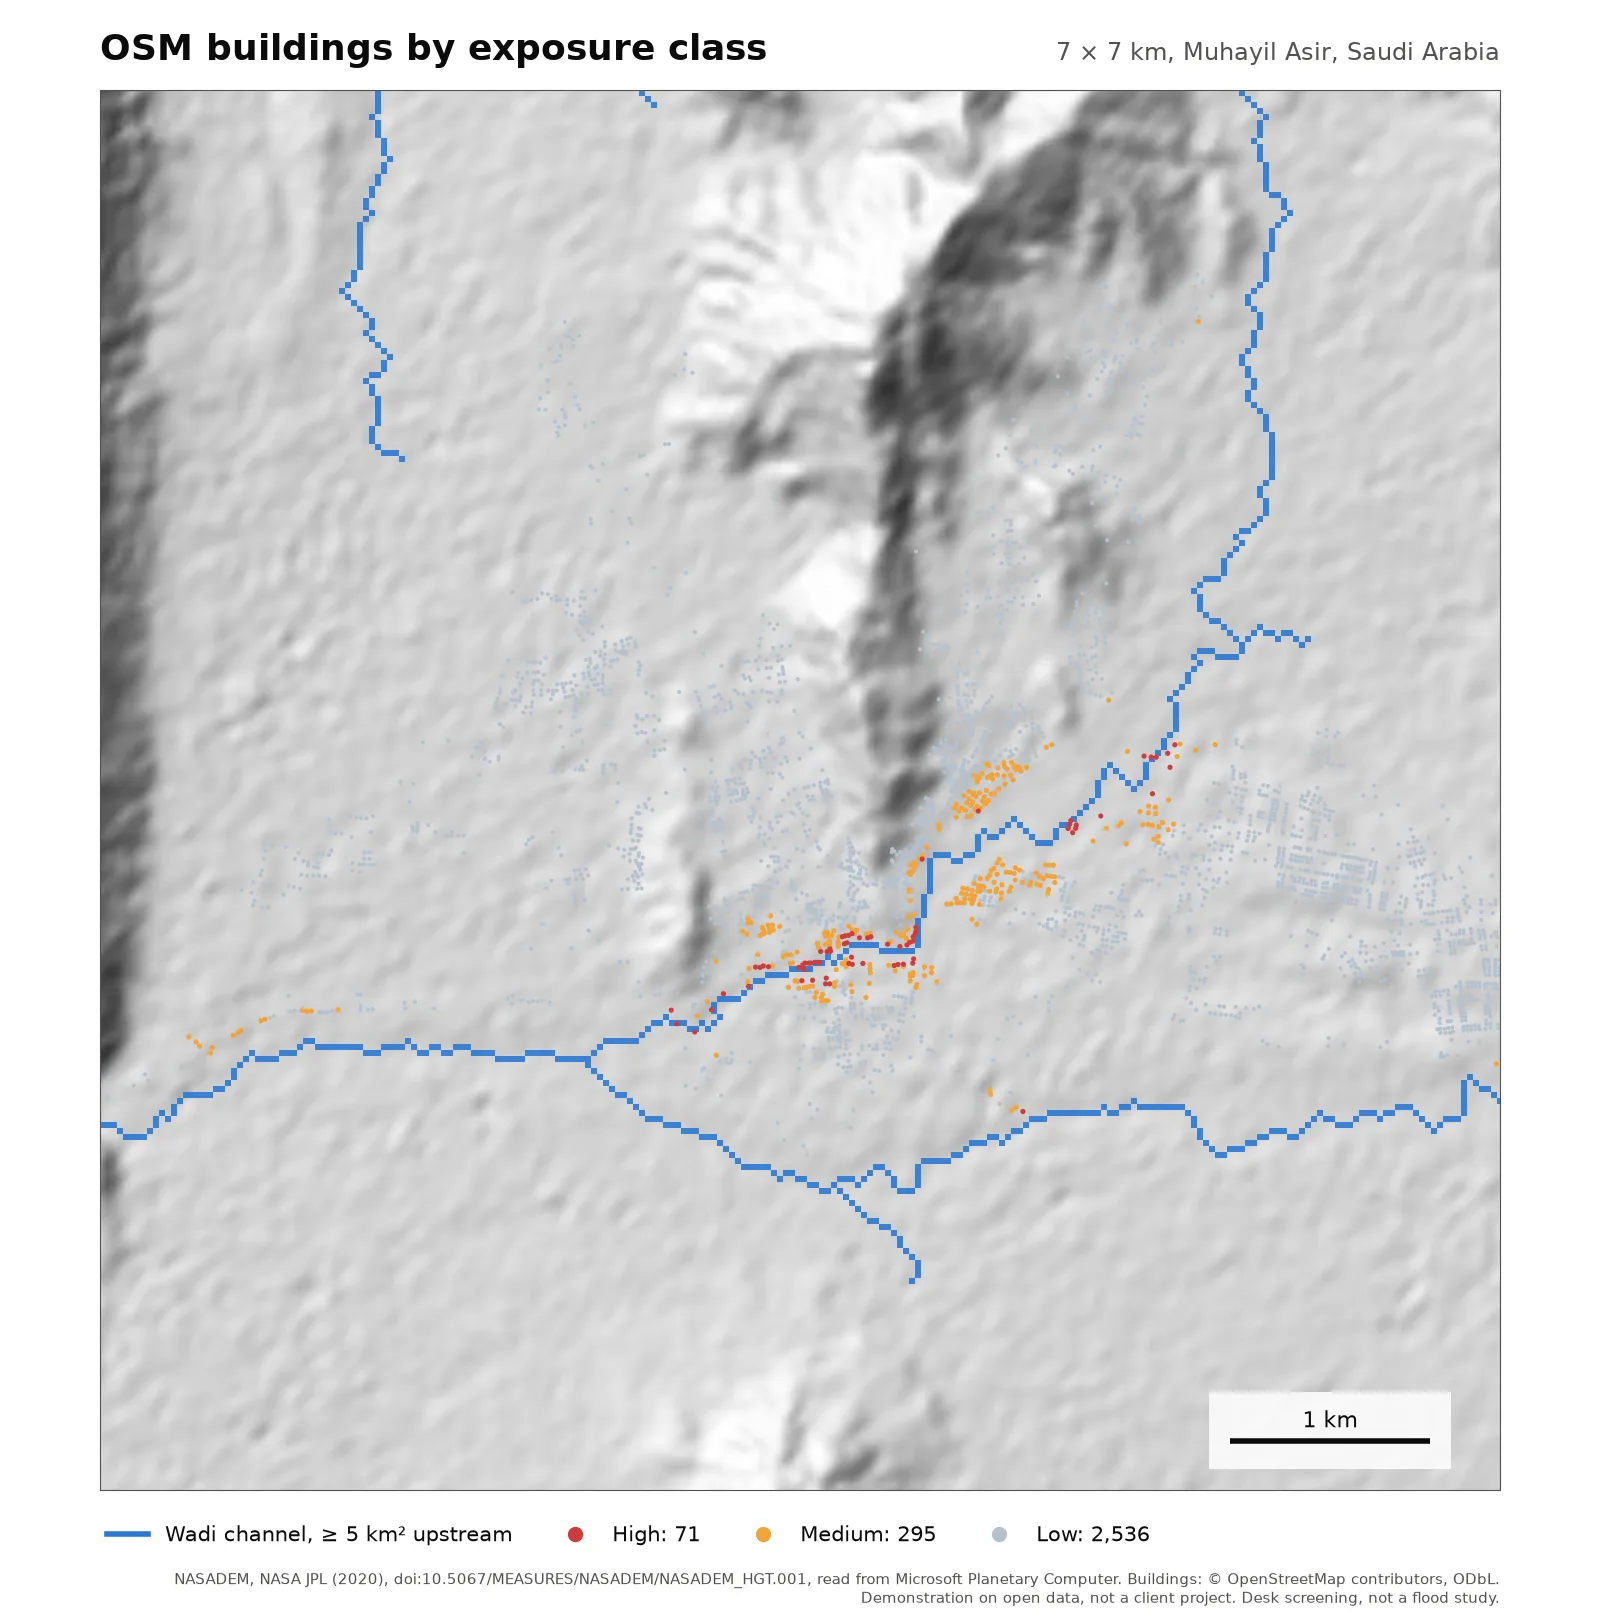 OSM buildings by exposure class
7 × 7 km, Muhayil Asir, Saudi Arabia
1 km
Wadi channel, ≥ 5 km² upstream
High: 71
Medium: 295
Low: 2,536
NASADEM, NASA JPL (2020), doi:10.5067/MEASURES/NASADEM/NASADEM_HGT.001, read from Microsoft Planetary Computer. Buildings: © OpenStreetMap contributors, ODbL.
Demonstration on open data, not a client project. Desk screening, not a flood study.